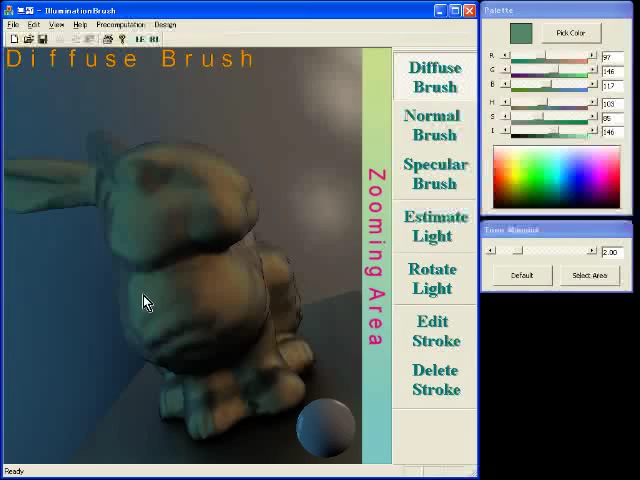 IlluminationBrush
File Edit View Help Precomputation Design
LE RL
Diffuse Brush
Zooming Area
Diffuse
Brush
Normal
Brush
Specular
Brush
Estimate
Light
Rotate
Light
Edit
Stroke
Delete
Stroke
Ready
Palette
Pick Color
R 97
G 146
B 117
H 103
S 85
I 146
2.00
Default Select Area